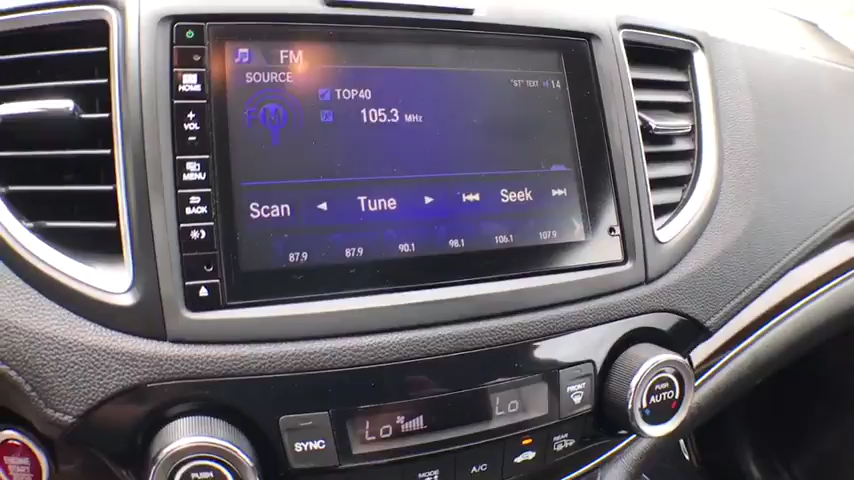 FM
SOURCE
"ST" TEXT
14
FM
TOP40
105.3 MHz
Scan ◄ Tune ► ⏮ Seek ⏭
87.9 87.9 90.1 98.1 106.1 107.9
HOME
+
VOL
−
MENU
BACK
SYNC
Lo
Lo
FRONT
PUSH
AUTO
MODE
A/C
REAR
PUSH
ENGINE
START